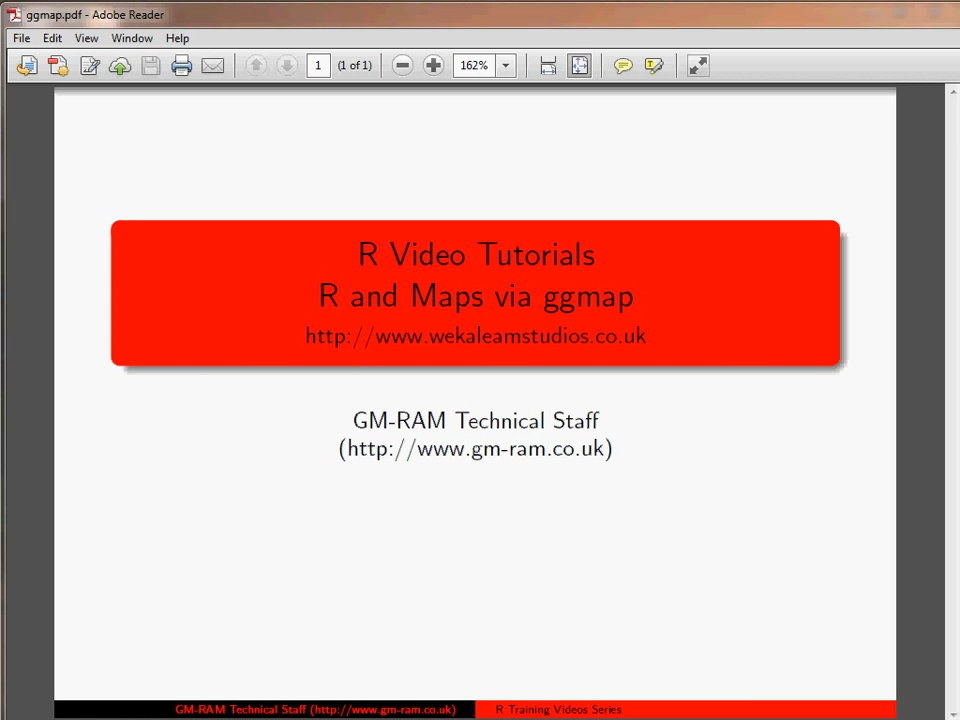 ggmap.pdf - Adobe Reader
File Edit View Window Help
1 (1 of 1) 162%
R Video Tutorials
R and Maps via ggmap
http://www.wekaleamstudios.co.uk
GM-RAM Technical Staff
(http://www.gm-ram.co.uk)
GM-RAM Technical Staff (http://www.gm-ram.co.uk) R Training Videos Series